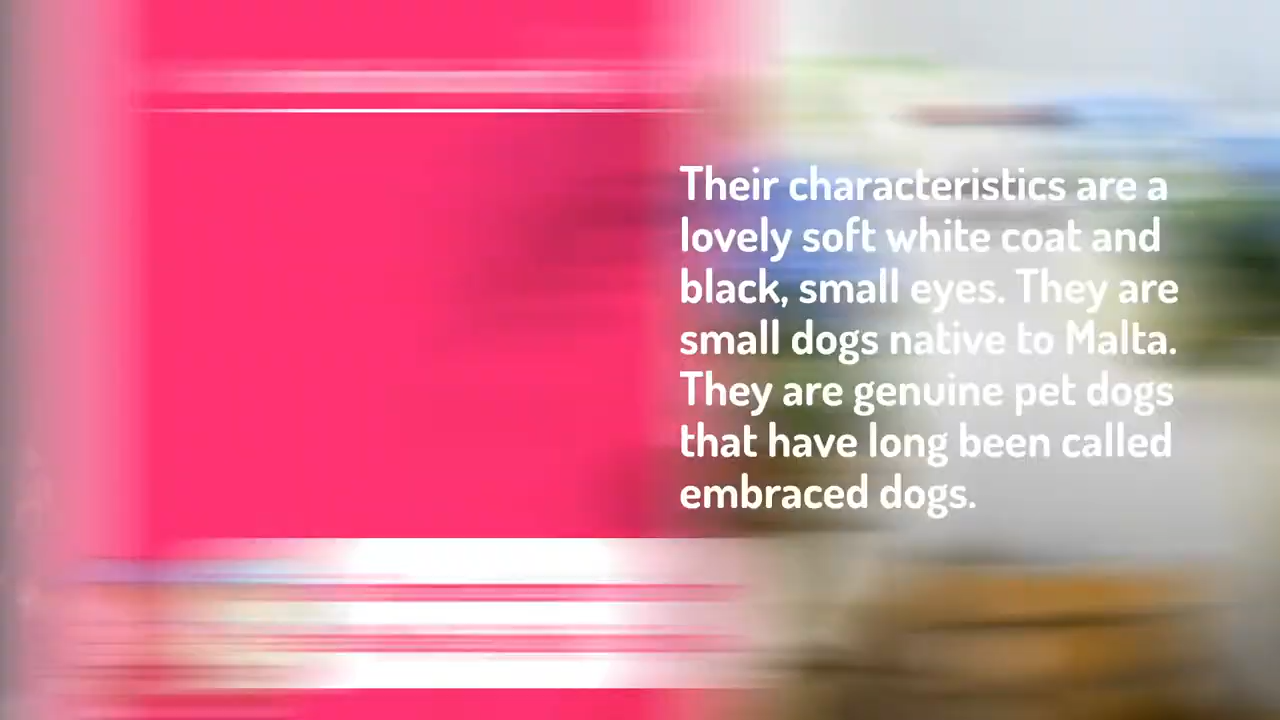 Their characteristics are a
lovely soft white coat and
black, small eyes. They are
small dogs native to Malta.
They are genuine pet dogs
that have long been called
embraced dogs.